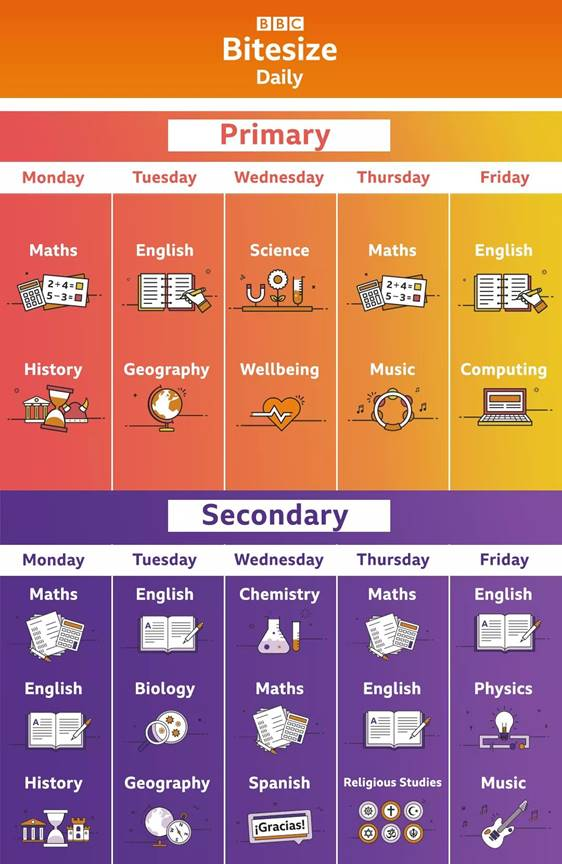 BBC
Bitesize
Daily
Primary
Monday Tuesday Wednesday Thursday Friday
Maths English Science Maths English
2+4=
5-3=
2+4=
5-3=
History Geography Wellbeing Music Computing
Secondary
Monday Tuesday Wednesday Thursday Friday
Maths English Chemistry Maths English
A
A
English Biology Maths English Physics
A
A
History Geography Spanish Religious Studies Music
¡Gracias!